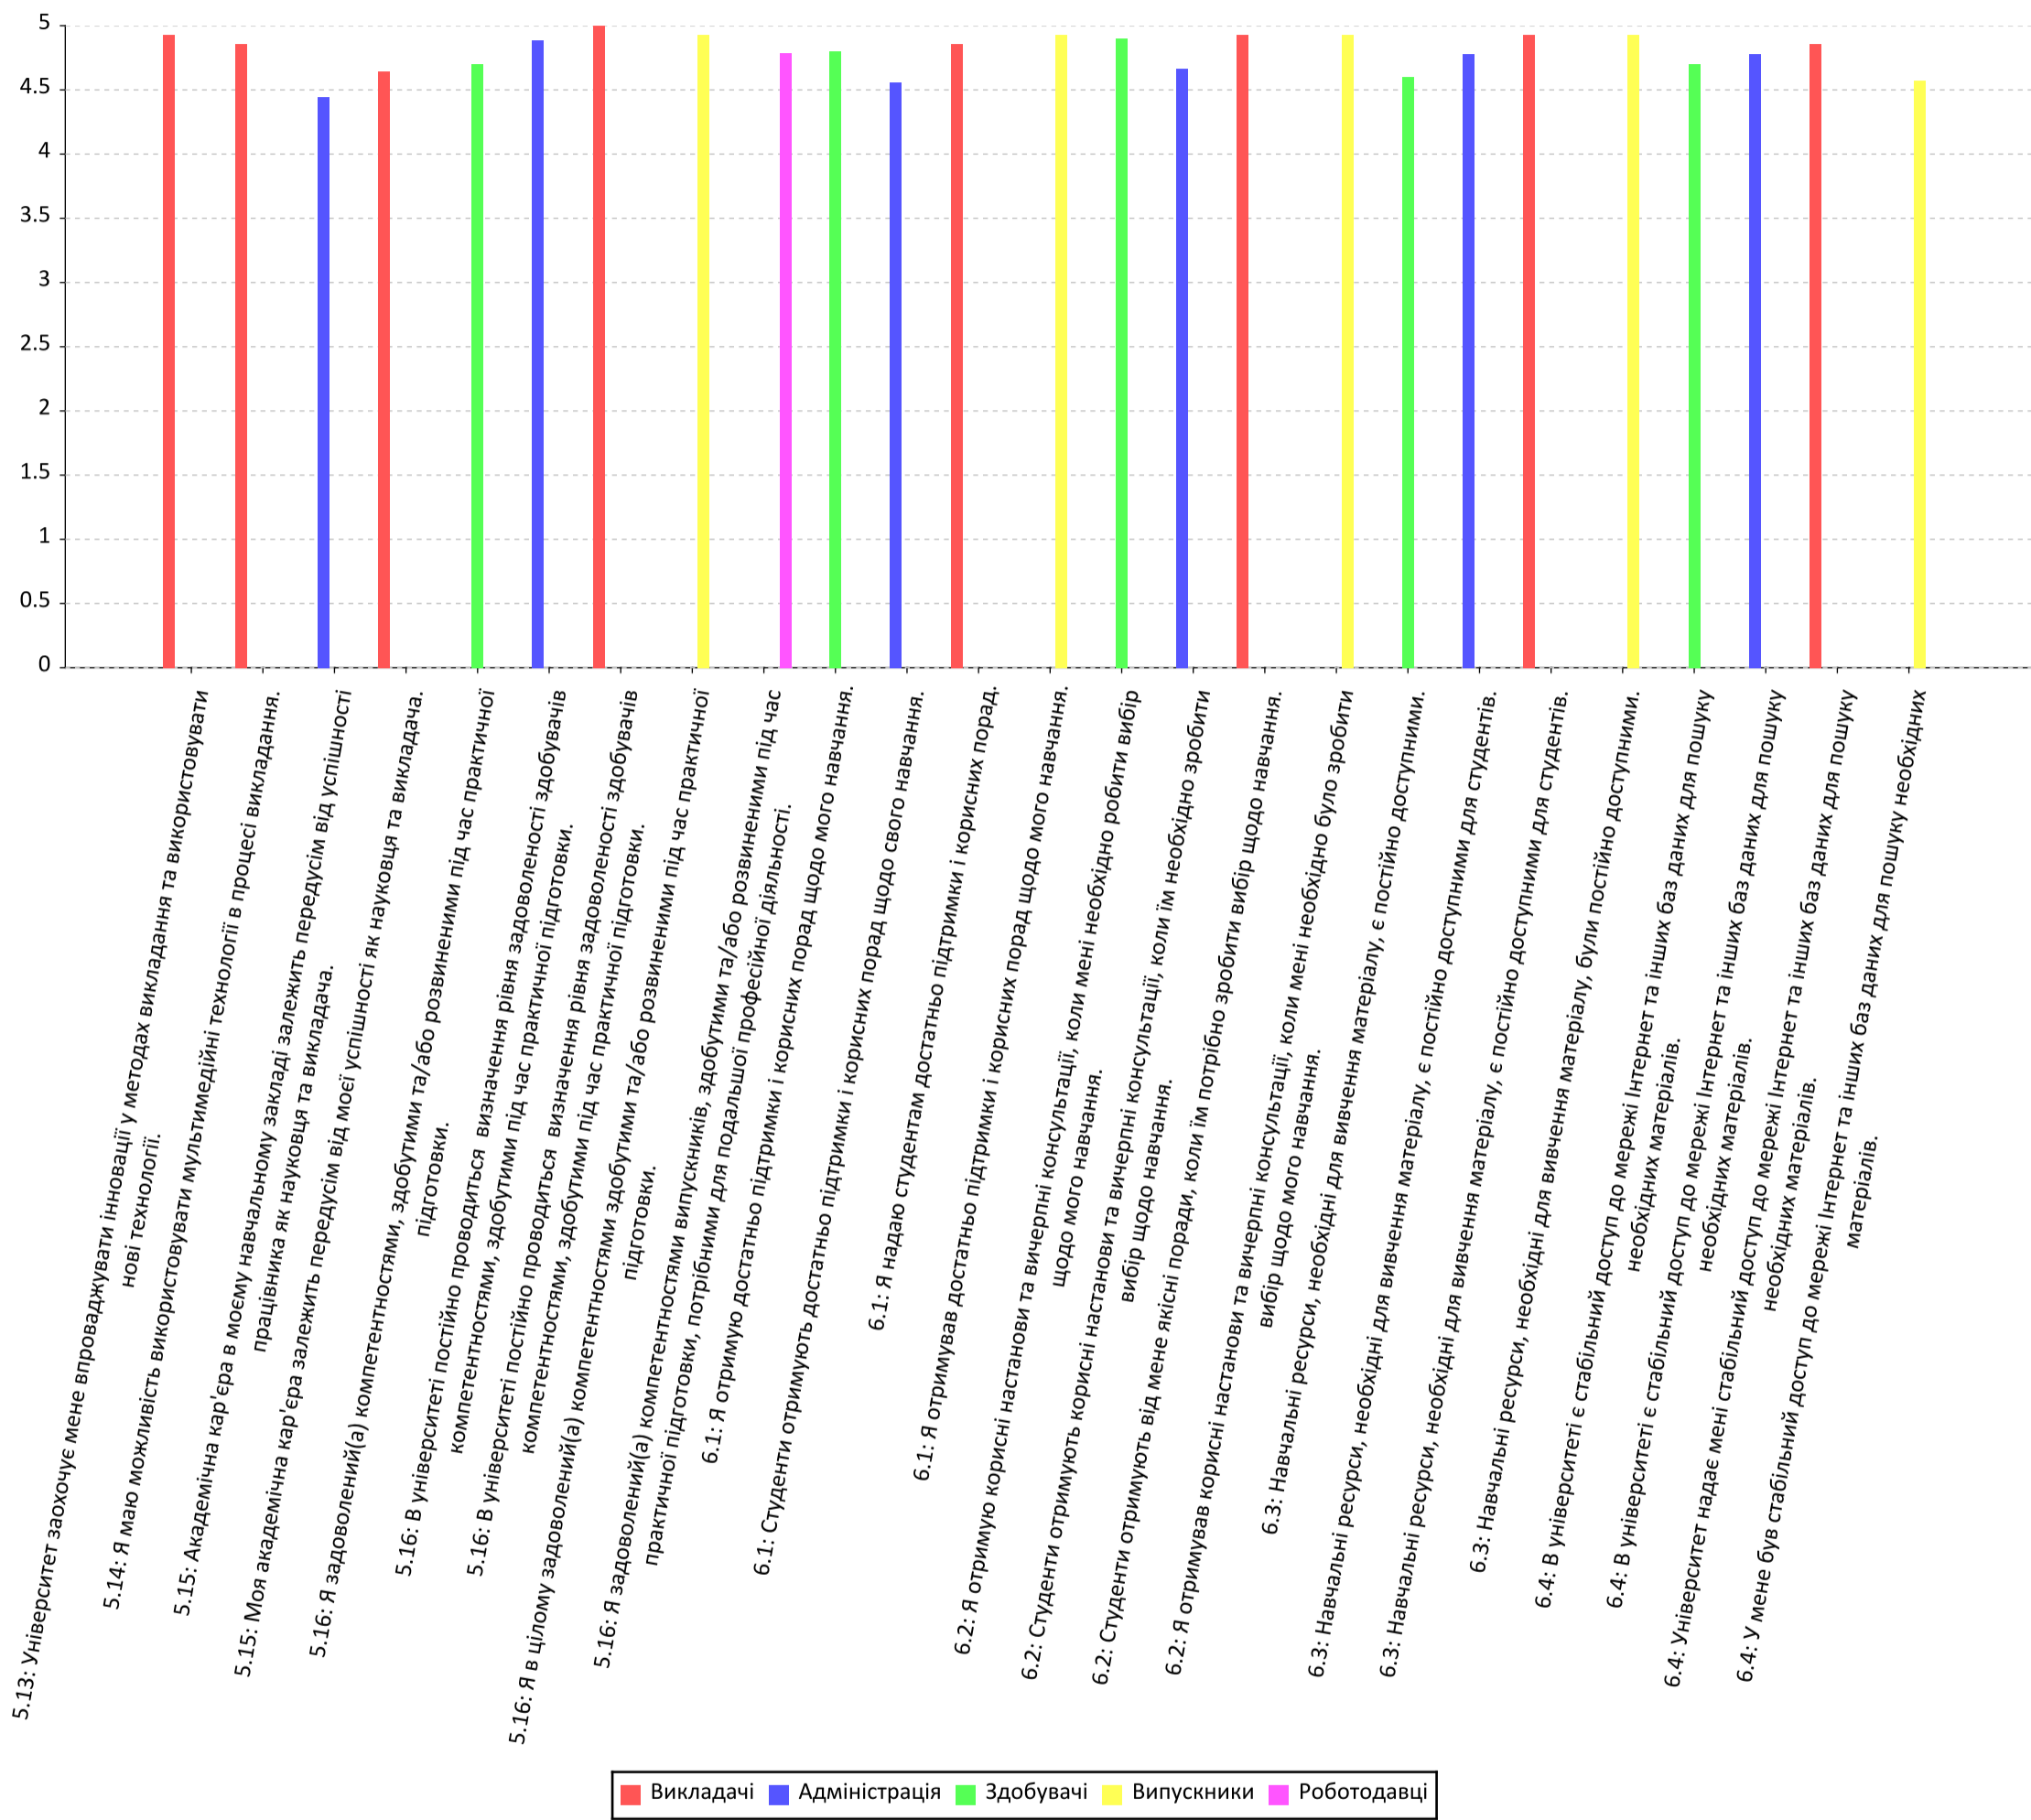 5
4.5
4
3.5
3
2.5
2
1.5
1
0.5
0
5.13: Університет заохочує мене впроваджувати інновації у методах викладання та використовувати
нові технології.
5.14: Я маю можливість використовувати мультимедійні технології в процесі викладання.
5.15: Академічна кар'єра в моєму навчальному закладі залежить передусім від успішності
працівника як науковця та викладача.
5.15: Моя академічна кар'єра залежить передусім від моєї успішності як науковця та викладача.
5.16: Я задоволений(а) компетентностями, здобутими та/або розвиненими під час практичної
підготовки.
5.16: В університеті постійно проводиться визначення рівня задоволеності здобувачів
компетентностями, здобутими під час практичної підготовки.
5.16: В університеті постійно проводиться визначення рівня задоволеності здобувачів
компетентностями, здобутими під час практичної підготовки.
5.16: Я в цілому задоволений(а) компетентностями здобутими та/або розвиненими під час практичної
підготовки.
5.16: Я задоволений(а) компетентностями випускників, здобутими та/або розвиненими під час
практичної підготовки, потрібними для подальшої професійної діяльності.
6.1: Я отримую достатньо підтримки і корисних порад щодо мого навчання.
6.1: Студенти отримують достатньо підтримки і корисних порад щодо свого навчання.
6.1: Я надаю студентам достатньо підтримки і корисних порад.
6.1: Я отримував достатньо підтримки і корисних порад щодо мого навчання.
6.2: Я отримую корисні настанови та вичерпні консультації, коли мені необхідно робити вибір
щодо мого навчання.
6.2: Студенти отримують корисні настанови та вичерпні консультації, коли їм необхідно зробити
вибір щодо навчання.
6.2: Студенти отримують від мене якісні поради, коли їм потрібно зробити вибір щодо навчання.
6.2: Я отримував корисні настанови та вичерпні консультації, коли мені необхідно було зробити
вибір щодо мого навчання.
6.3: Навчальні ресурси, необхідні для вивчення матеріалу, є постійно доступними.
6.3: Навчальні ресурси, необхідні для вивчення матеріалу, є постійно доступними для студентів.
6.3: Навчальні ресурси, необхідні для вивчення матеріалу, є постійно доступними для студентів.
6.3: Навчальні ресурси, необхідні для вивчення матеріалу, були постійно доступними.
6.4: В університеті є стабільний доступ до мережі Інтернет та інших баз даних для пошуку
необхідних матеріалів.
6.4: В університеті є стабільний доступ до мережі Інтернет та інших баз даних для пошуку
необхідних матеріалів.
6.4: Університет надає мені стабільний доступ до мережі Інтернет та інших баз даних для пошуку
необхідних матеріалів.
6.4: У мене був стабільний доступ до мережі Інтернет та інших баз даних для пошуку необхідних
матеріалів.
Викладачі Адміністрація Здобувачі Випускники Роботодавці